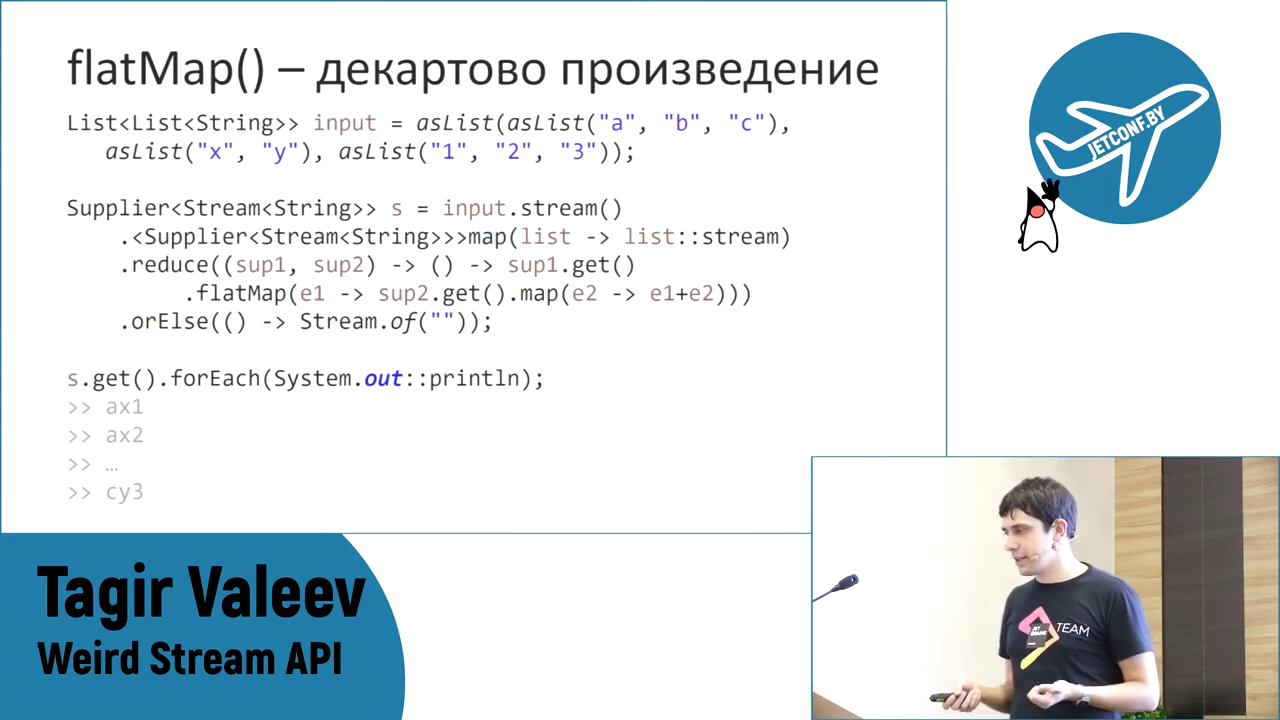 flatMap() – декартово произведение
List<List<String>> input = asList(asList("a", "b", "c"),
asList("x", "y"), asList("1", "2", "3"));
Supplier<Stream<String>> s = input.stream()
.<Supplier<Stream<String>>>map(list -> list::stream)
.reduce((sup1, sup2) -> () -> sup1.get()
.flatMap(e1 -> sup2.get().map(e2 -> e1+e2)))
.orElse(() -> Stream.of(""));
s.get().forEach(System.out::println);
>> ax1
>> ax2
>> …
>> cy3
JETCONF.BY
Tagir Valeev
Weird Stream API
JET
BRAINS
TEAM